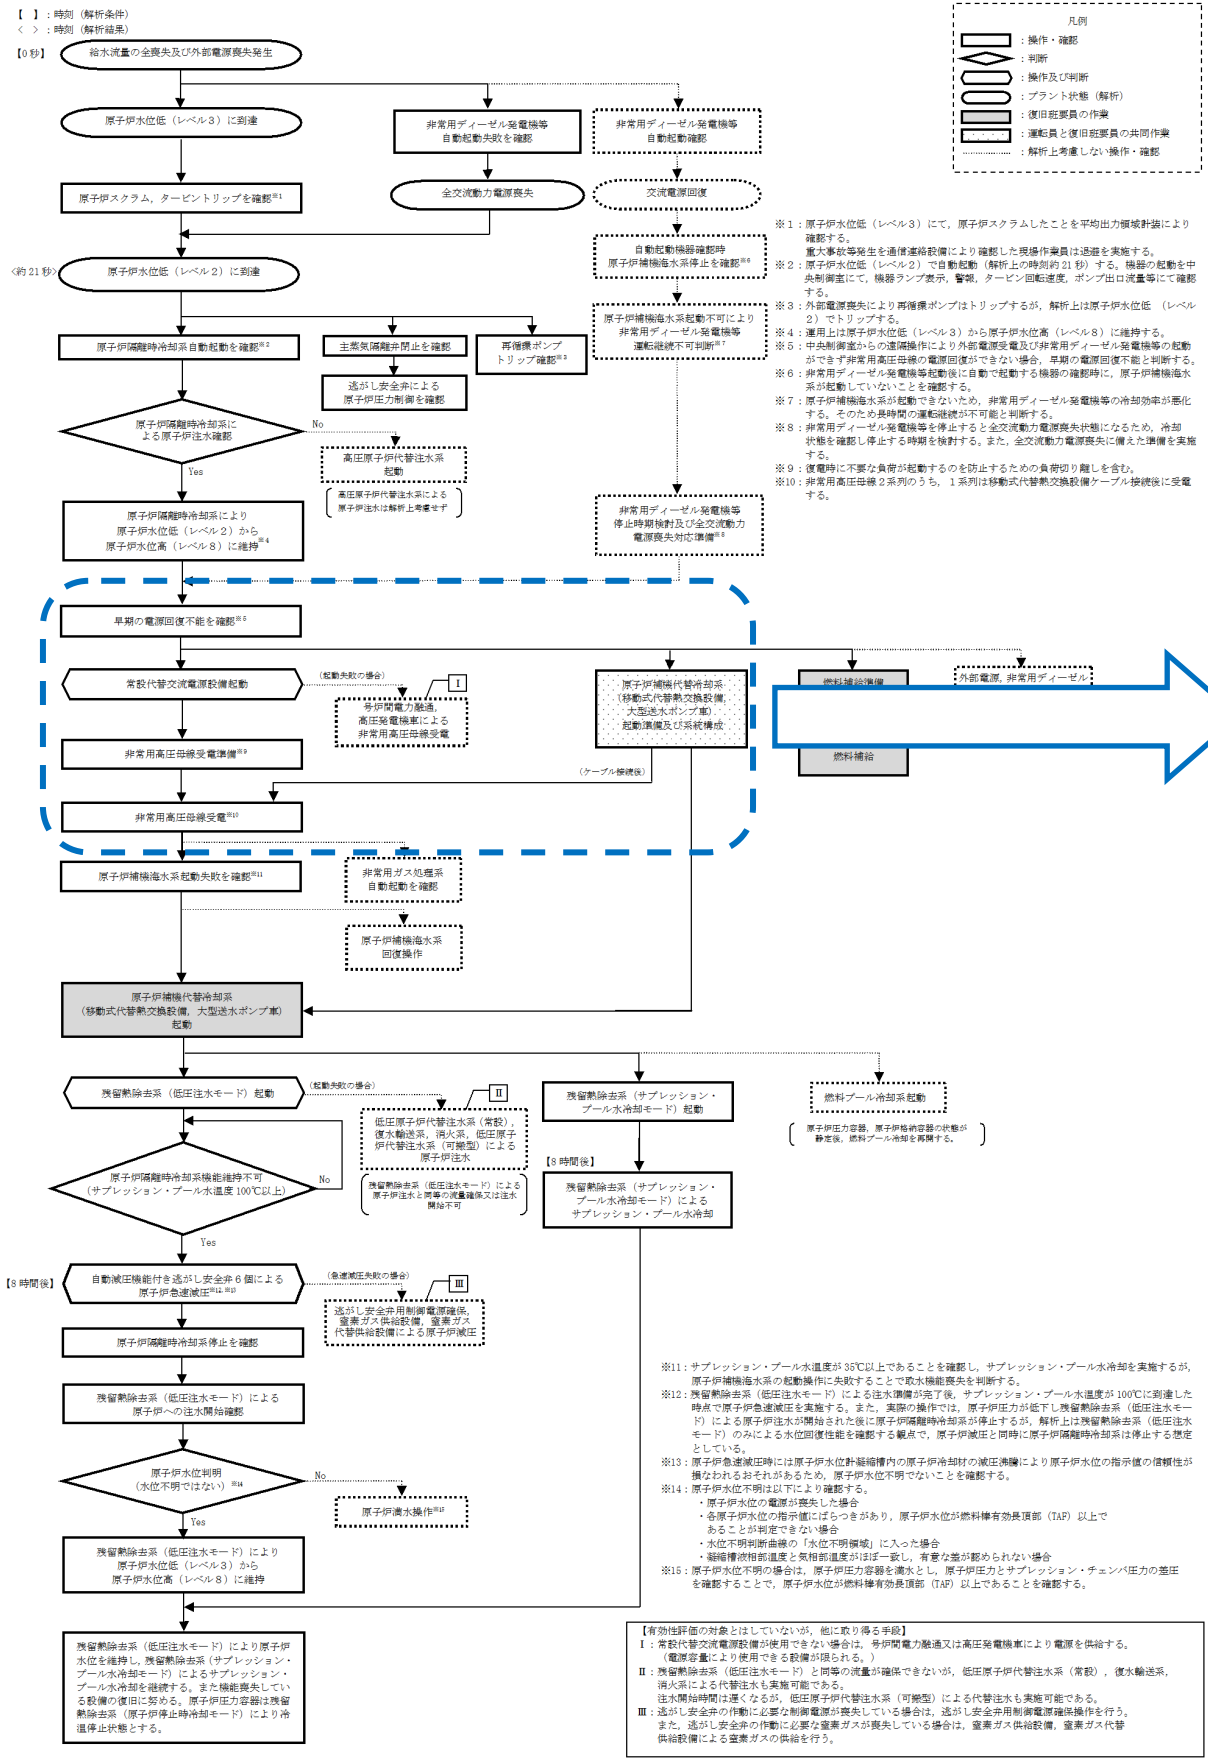 【　】：時刻（解析条件）
＜　＞：時刻（解析結果）
【0秒】
給水流量の全喪失及び外部電源喪失発生
凡例
：操作・確認
：判断
：操作及び判断
：プラント状態（解析）
：復旧班要員の作業
：運転員と復旧班要員の共同作業
：解析上考慮しない操作・確認
原子炉水位低（レベル３）に到達
非常用ディーゼル発電機等
自動起動失敗を確認
非常用ディーゼル発電機等
自動起動確認
原子炉スクラム，タービントリップを確認※1
全交流動力電源喪失
交流電源回復
自動起動機器確認時
原子炉補機海水系停止を確認※6
<約21秒>
原子炉水位低（レベル２）に到達
原子炉補機海水系起動不可により
非常用ディーゼル発電機等
運転継続不可判断※7
原子炉隔離時冷却系自動起動を確認※2
主蒸気隔離弁閉止を確認
再循環ポンプ
トリップ確認※3
逃がし安全弁による
原子炉圧力制御を確認
原子炉隔離時冷却系に
よる原子炉注水確認
No
Yes
高圧原子炉代替注水系
起動
高圧原子炉代替注水系による
原子炉注水は解析上考慮せず
原子炉隔離時冷却系により
原子炉水位低（レベル２）から
原子炉水位高（レベル８）に維持※4
非常用ディーゼル発電機等
停止時期検討及び全交流動力
電源喪失対応準備※8
※１：原子炉水位低（レベル３）にて，原子炉スクラムしたことを平均出力領域計装により
確認する。
重大事故等発生を通信連絡設備により確認した現場作業員は退避を実施する。
※２：原子炉水位低（レベル２）で自動起動（解析上の時刻約21秒）する。機器の起動を中
央制御室にて，機器ランプ表示，警報，タービン回転速度，ポンプ出口流量等にて確認
する。
※３：外部電源喪失により再循環ポンプはトリップするが，解析上は原子炉水位低　（レベル
２）でトリップする。
※４：運用上は原子炉水位低（レベル３）から原子炉水位高（レベル８）に維持する。
※５：中央制御室からの遠隔操作により外部電源受電及び非常用ディーゼル発電機等の起動
ができず非常用高圧母線の電源回復ができない場合，早期の電源回復不能と判断する。
※６：非常用ディーゼル発電機等起動後に自動で起動する機器の確認時に，原子炉補機海水
系が起動していないことを確認する。
※７：原子炉補機海水系が起動できないため，非常用ディーゼル発電機等の冷却効率が悪化
する。そのため長時間の運転継続が不可能と判断する。
※８：非常用ディーゼル発電機等を停止すると全交流動力電源喪失状態になるため，冷却
状態を確認し停止する時期を検討する。また，全交流動力電源喪失に備えた準備を実施
する。
※９：復電時に不要な負荷が起動するのを防止するための負荷切り離しを含む。
※10：非常用高圧母線２系列のうち，１系列は移動式代替熱交換設備ケーブル接続後に受電
する。
早期の電源回復不能を確認※5
常設代替交流電源設備起動
（起動失敗の場合）
Ⅰ
号炉間電力融通，
高圧発電機車による
非常用高圧母線受電
原子炉補機代替冷却系
（移動式代替熱交換設備，
大型送水ポンプ車）
起動準備及び系統構成
燃料補給準備
燃料補給
外部電源，非常用ディーゼル
非常用高圧母線受電準備※9
（ケーブル接続後）
非常用高圧母線受電※10
原子炉補機海水系起動失敗を確認※11
非常用ガス処理系
自動起動を確認
原子炉補機海水系
回復操作
原子炉補機代替冷却系
（移動式代替熱交換設備，大型送水ポンプ車）
起動
残留熱除去系（低圧注水モード）起動
（起動失敗の場合）
Ⅱ
低圧原子炉代替注水系（常設），
復水輸送系，消火系，低圧原子
炉代替注水系（可搬型）による
原子炉注水
残留熱除去系（低圧注水モード）による
原子炉注水と同等の流量確保又は注水
開始不可
残留熱除去系（サプレッション・
プール水冷却モード）起動
燃料プール冷却系起動
原子炉圧力容器，原子炉格納容器の状態が
静定後，燃料プール冷却を再開する。
【8時間後】
残留熱除去系（サプレッション・
プール水冷却モード）による
サプレッション・プール水冷却
原子炉隔離時冷却系機能維持不可
（サプレッション・プール水温度100℃以上）
No
Yes
【8時間後】
自動減圧機能付き逃がし安全弁６個による
原子炉急速減圧※12，※13
（急速減圧失敗の場合）
Ⅲ
逃がし安全弁用制御電源確保，
窒素ガス供給設備，窒素ガス
代替供給設備による原子炉減圧
原子炉隔離時冷却系停止を確認
残留熱除去系（低圧注水モード）による
原子炉への注水開始確認
原子炉水位判明
（水位不明ではない）※14
No
Yes
原子炉満水操作※15
残留熱除去系（低圧注水モード）により
原子炉水位低（レベル３）から
原子炉水位高（レベル８）に維持
残留熱除去系（低圧注水モード）により原子炉
水位を維持し，残留熱除去系（サプレッション・
プール水冷却モード）によるサプレッション・
プール水冷却を継続する。また機能喪失してい
る設備の復旧に努める。原子炉圧力容器は残留
熱除去系（原子炉停止時冷却モード）により冷
温停止状態とする。
※11：サプレッション・プール水温度が35℃以上であることを確認し，サプレッション・プール水冷却を実施するが，
原子炉補機海水系の起動操作に失敗することで取水機能喪失を判断する。
※12：残留熱除去系（低圧注水モード）による注水準備が完了後，サプレッション・プール水温度が100℃に到達した
時点で原子炉急速減圧を実施する。また，実際の操作では，原子炉圧力が低下し残留熱除去系（低圧注水モー
ド）による原子炉注水が開始された後に原子炉隔離時冷却系が停止するが，解析上は残留熱除去系（低圧注水
モード）のみによる水位回復性能を確認する観点で，原子炉減圧と同時に原子炉隔離時冷却系は停止する想定
としている。
※13：原子炉急速減圧時には原子炉水位計凝縮槽内の原子炉冷却材の減圧沸騰により原子炉水位の指示値の信頼性が
損なわれるおそれがあるため，原子炉水位不明でないことを確認する。
※14：原子炉水位不明は以下により確認する。
・原子炉水位の電源が喪失した場合
・各原子炉水位の指示値にばらつきがあり，原子炉水位が燃料棒有効長頂部（TAF）以上で
あることが判定できない場合
・水位不明判断曲線の「水位不明領域」に入った場合
・凝縮槽液相部温度と気相部温度がほぼ一致し，有意な差が認められない場合
※15：原子炉水位不明の場合は，原子炉圧力容器を満水とし，原子炉圧力とサプレッション・チェンバ圧力の差圧
を確認することで，原子炉水位が燃料棒有効長頂部（TAF）以上であることを確認する。
【有効性評価の対象とはしていないが，他に取り得る手段】
Ⅰ：常設代替交流電源設備が使用できない場合は，号炉間電力融通又は高圧発電機車により電源を供給する。
（電源容量により使用できる設備が限られる。）
Ⅱ：残留熱除去系（低圧注水モード）と同等の流量が確保できないが，低圧原子炉代替注水系（常設），復水輸送系，
消火系による代替注水も実施可能である。
注水開始時間は遅くなるが，低圧原子炉代替注水系（可搬型）による代替注水も実施可能である。
Ⅲ：逃がし安全弁の作動に必要な制御電源が喪失している場合は，逃がし安全弁用制御電源確保操作を行う。
また，逃がし安全弁の作動に必要な窒素ガスが喪失している場合は，窒素ガス供給設備，窒素ガス代替
供給設備による窒素ガスの供給を行う。